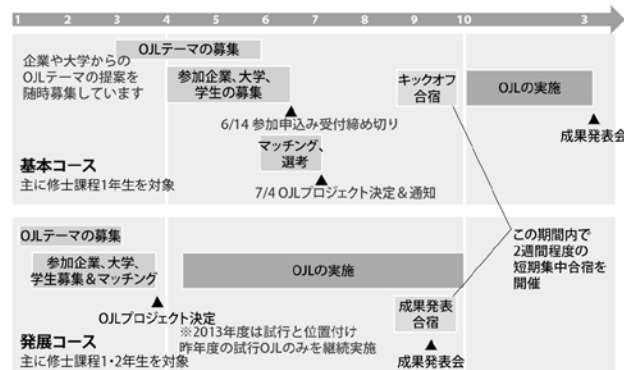 1 2 3 4 5 6 7 8 9 10 3
OJLテーマの募集
企業や大学からの
OJLテーマの提案を
随時募集しています
参加企業、大学、
学生の募集
キックオフ
合宿
OJLの実施
6/14 参加申込み受付締め切り
成果発表会
マッチング、
選考
基本コース
主に修士課程1年生を対象
7/4 OJLプロジェクト決定&通知
OJLテーマの募集
参加企業、大学、
学生募集&マッチング
OJLの実施
この期間内で
2週間程度の
短期集中合宿を
開催
OJLプロジェクト決定
成果発表
合宿
※2013年度は試行と位置付け
昨年度の試行OJLのみを継続実施
発展コース
主に修士課程1・2年生を対象
成果発表会